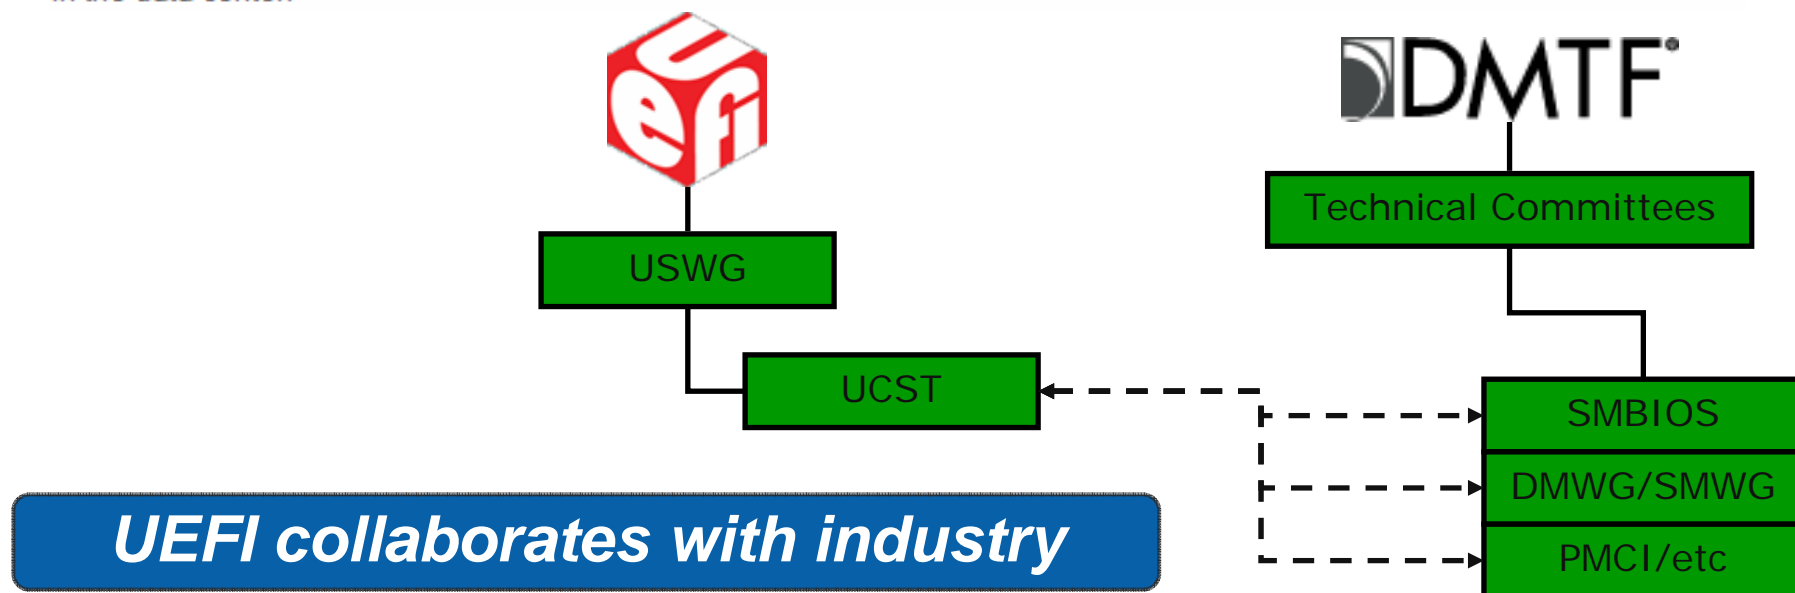 UEFI
DMTF®
Technical Committees
USWG
UCST
SMBIOS
DMWG/SMWG
PMCI/etc
UEFI collaborates with industry